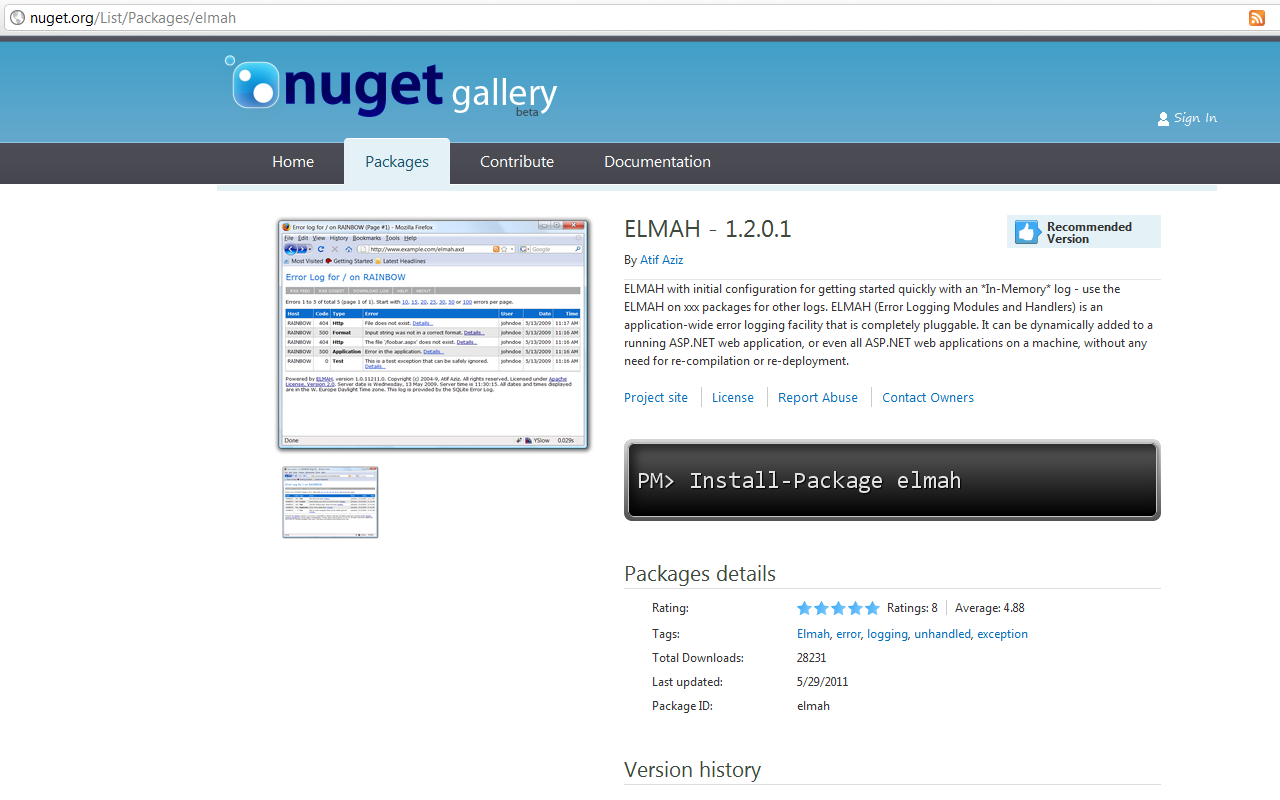 nuget.org/List/Packages/elmah
nuget gallery
beta
Sign In
Home Packages Contribute Documentation
Error log for / on RAINBOW (Page #1) - Mozilla Firefox
File Edit View History Bookmarks Tools Help
http://www.example.com/elmah.axd Google
Most Visited Getting Started Latest Headlines
Error Log for / on RAINBOW
RSS FEED RSS DIGEST DOWNLOAD LOG HELP ABOUT
Errors 1 to 5 of total 5 (page 1 of 1). Start with 10, 15, 20, 25, 30, 50 or 100 errors per page.
Host Code Type Error User Date Time
RAINBOW 404 Http File does not exist. Details... johndoe 5/13/2009 11:17 AM
RAINBOW 500 Format Input string was not in a correct format. Details... johndoe 5/13/2009 11:16 AM
RAINBOW 404 Http The file '/foobar.aspx' does not exist. Details... johndoe 5/13/2009 11:16 AM
RAINBOW 500 Application Error in the application. Details... johndoe 5/13/2009 11:16 AM
RAINBOW 0 Test This is a test exception that can be safely ignored. johndoe 5/13/2009 11:16 AM
Details...
Powered by ELMAH, version 1.0.11211.0. Copyright (c) 2004-9, Atif Aziz. All rights reserved. Licensed under Apache
License, Version 2.0. Server date is Wednesday, 13 May 2009. Server time is 11:30:15. All dates and times displayed
are in the W. Europe Daylight Time zone. This log is provided by the SQLite Error Log.
Done YSlow 0.029s
ELMAH - 1.2.0.1
Recommended
Version
By Atif Aziz
ELMAH with initial configuration for getting started quickly with an *In-Memory* log - use the
ELMAH on xxx packages for other logs. ELMAH (Error Logging Modules and Handlers) is an
application-wide error logging facility that is completely pluggable. It can be dynamically added to a
running ASP.NET web application, or even all ASP.NET web applications on a machine, without any
need for re-compilation or re-deployment.
Project site License Report Abuse Contact Owners
PM> Install-Package elmah
Packages details
Rating: Ratings: 8 Average: 4.88
Tags: Elmah, error, logging, unhandled, exception
Total Downloads: 28231
Last updated: 5/29/2011
Package ID: elmah
Version history